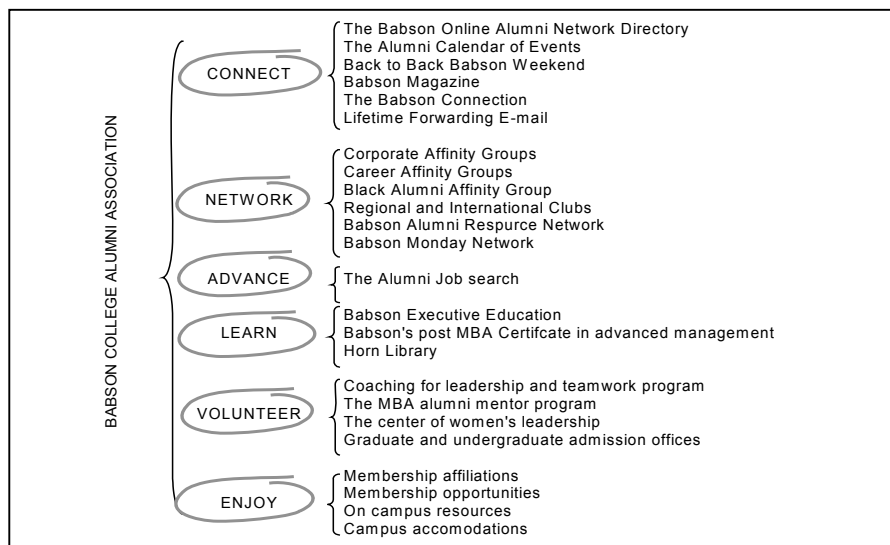 BABSON COLLEGE ALUMNI ASSOCIATION
CONNECT
The Babson Online Alumni Network Directory
The Alumni Calendar of Events
Back to Back Babson Weekend
Babson Magazine
The Babson Connection
Lifetime Forwarding E-mail
NETWORK
Corporate Affinity Groups
Career Affinity Groups
Black Alumni Affinity Group
Regional and International Clubs
Babson Alumni Respurce Network
Babson Monday Network
ADVANCE
The Alumni Job search
LEARN
Babson Executive Education
Babson's post MBA Certifcate in advanced management
Horn Library
VOLUNTEER
Coaching for leadership and teamwork program
The MBA alumni mentor program
The center of women's leadership
Graduate and undergraduate admission offices
ENJOY
Membership affiliations
Membership opportunities
On campus resources
Campus accomodations